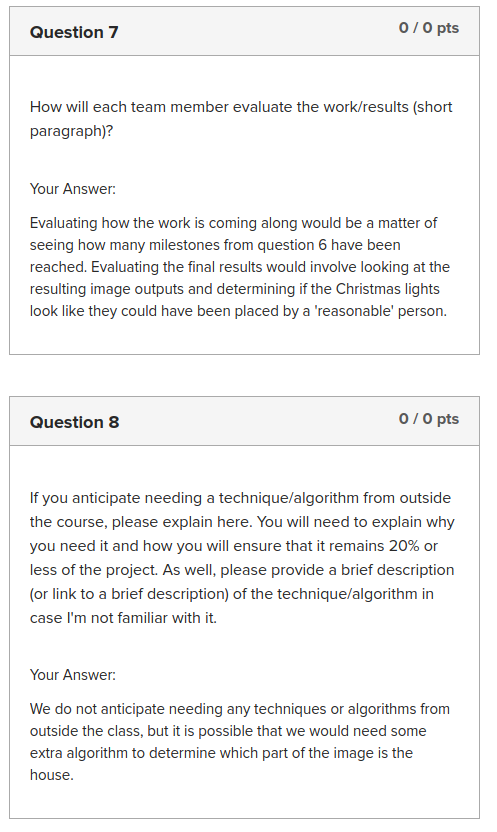 Question 7
0 / 0 pts
How will each team member evaluate the work/results (short
paragraph)?
Your Answer:
Evaluating how the work is coming along would be a matter of
seeing how many milestones from question 6 have been
reached. Evaluating the final results would involve looking at the
resulting image outputs and determining if the Christmas lights
look like they could have been placed by a 'reasonable' person.
Question 8
0 / 0 pts
If you anticipate needing a technique/algorithm from outside
the course, please explain here. You will need to explain why
you need it and how you will ensure that it remains 20% or
less of the project. As well, please provide a brief description
(or link to a brief description) of the technique/algorithm in
case I'm not familiar with it.
Your Answer:
We do not anticipate needing any techniques or algorithms from
outside the class, but it is possible that we would need some
extra algorithm to determine which part of the image is the
house.